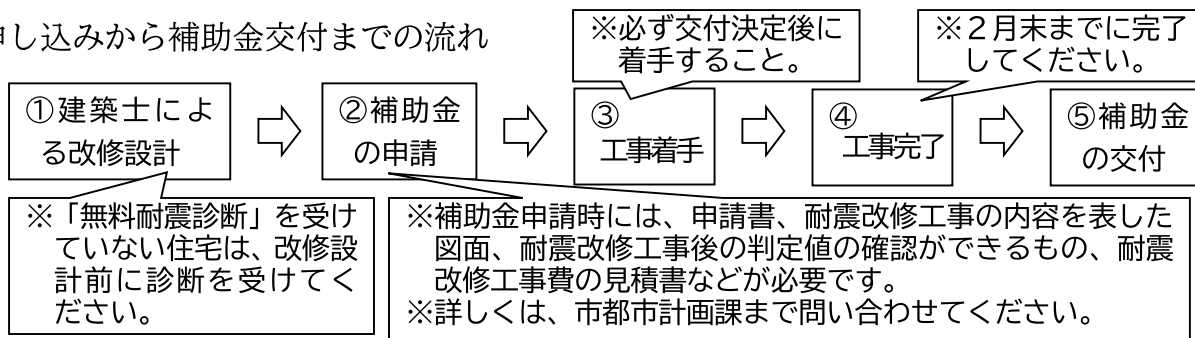 し込みから補助金交付までの流れ
※必ず交付決定後に
着手すること。
※２月末までに完了
してください。
①建築士によ
る改修設計
②補助金
の申請
③
工事着手
④
工事完了
⑤補助金
の交付
※「無料耐震診断」を受け
ていない住宅は、改修設
計前に診断を受けてく
ださい。
※補助金申請時には、申請書、耐震改修工事の内容を表した
図面、耐震改修工事後の判定値の確認ができるもの、耐震
改修工事費の見積書などが必要です。
※詳しくは、市都市計画課まで問い合わせてください。